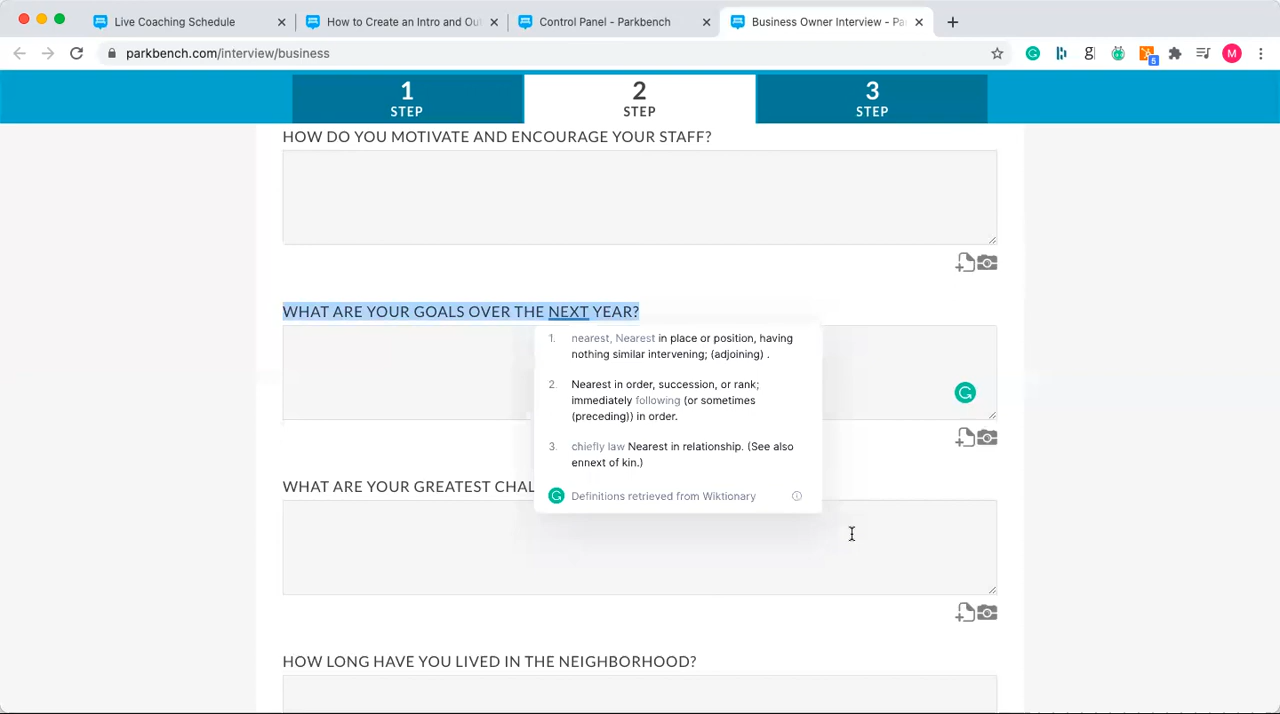 Live Coaching Schedule
How to Create an Intro and Ou
Control Panel - Parkbench
Business Owner Interview - Pa
parkbench.com/interview/business
5
M
1
STEP
2
STEP
3
STEP
HOW DO YOU MOTIVATE AND ENCOURAGE YOUR STAFF?
WHAT ARE YOUR GOALS OVER THE NEXT YEAR?
1. nearest, Nearest in place or position, having
nothing similar intervening; (adjoining) .
2. Nearest in order, succession, or rank;
immediately following (or sometimes
(preceding)) in order.
3. chiefly law Nearest in relationship. (See also
ennext of kin.)
Definitions retrieved from Wiktionary
WHAT ARE YOUR GREATEST CHAL
HOW LONG HAVE YOU LIVED IN THE NEIGHBORHOOD?